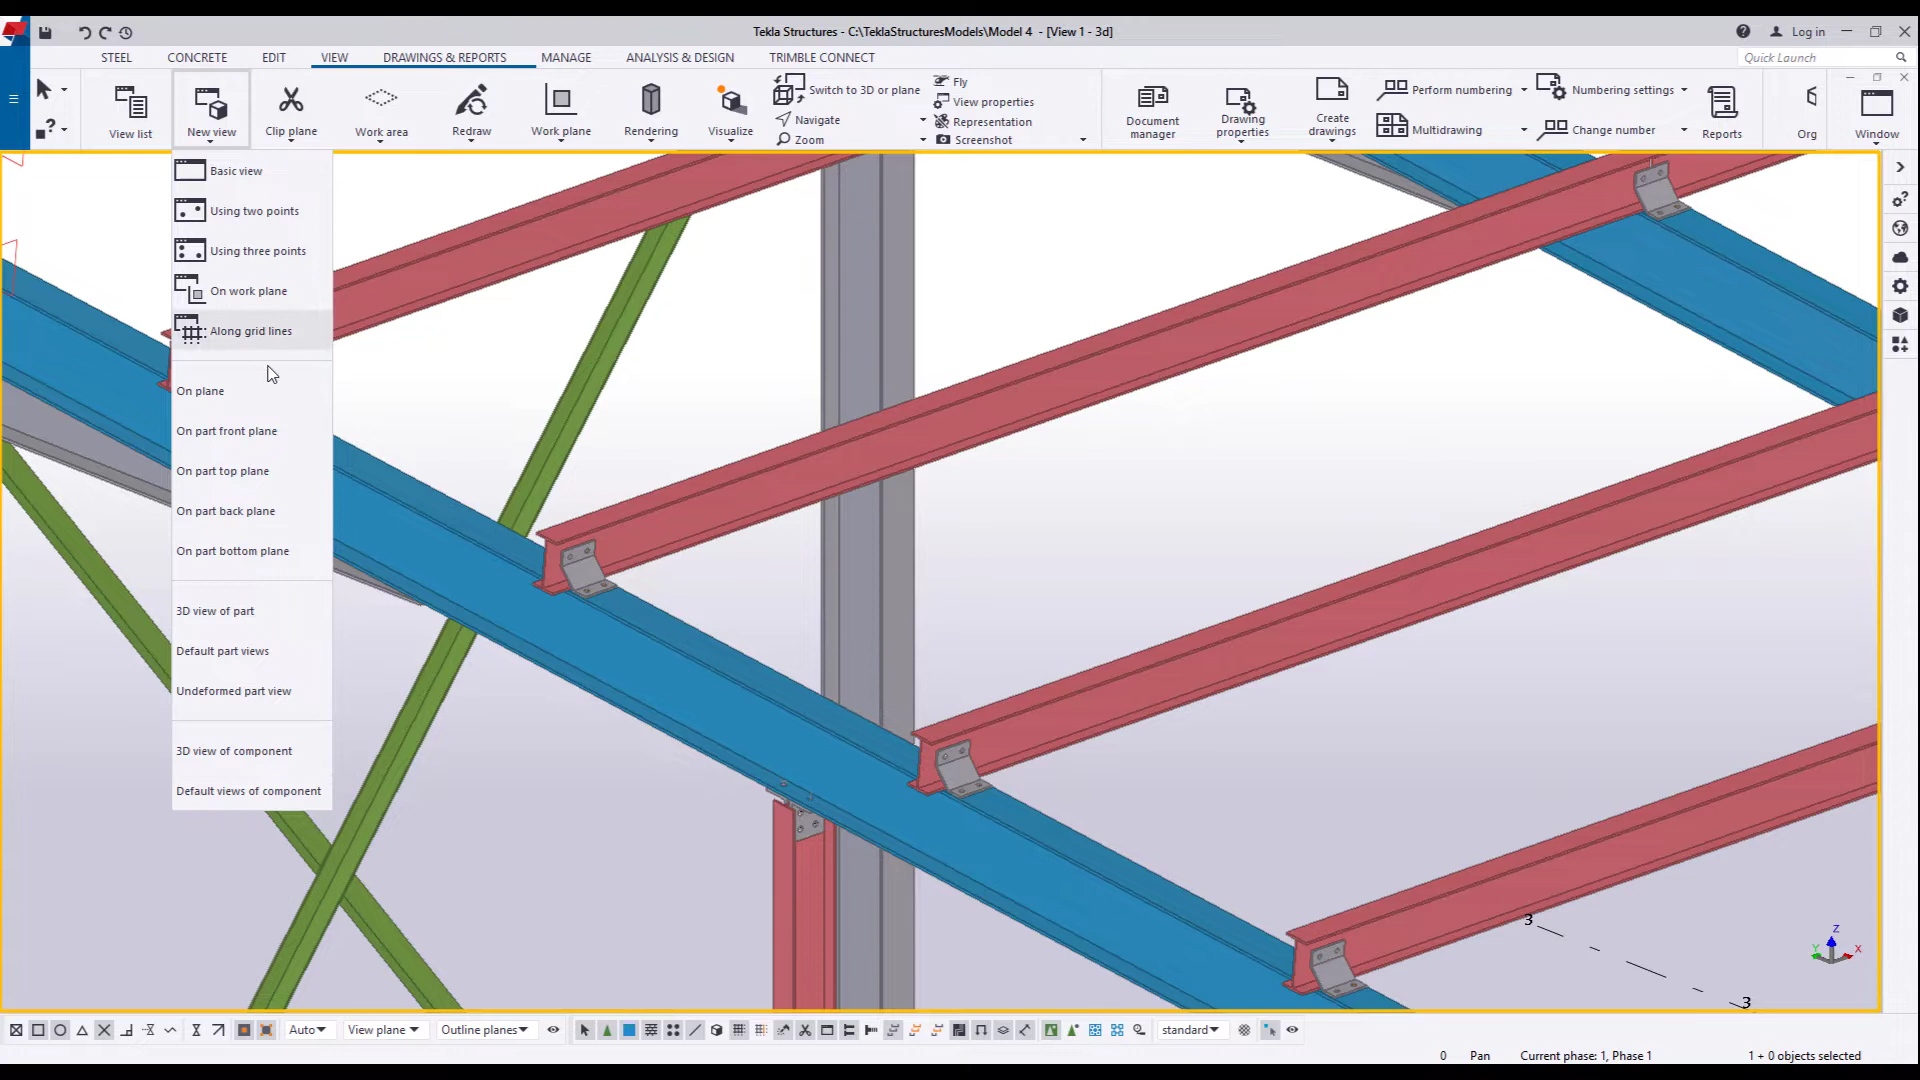 Tekla Structures - C:\TeklaStructuresModels\Model 4 - [View 1 - 3d]
Log in
STEEL CONCRETE EDIT VIEW DRAWINGS & REPORTS MANAGE ANALYSIS & DESIGN TRIMBLE CONNECT
Quick Launch
View list
New view
Clip plane
Work area
Redraw
Work plane
Rendering
Visualize
Switch to 3D or plane
Navigate
Zoom
Fly
View properties
Representation
Screenshot
Document
manager
Drawing
properties
Create
drawings
Perform numbering
Multidrawing
Numbering settings
Change number
Reports
Org
Window
Basic view
Using two points
Using three points
On work plane
Along grid lines
On plane
On part front plane
On part top plane
On part back plane
On part bottom plane
3D view of part
Default part views
Undeformed part view
3D view of component
Default views of component
3
3
Z
Y
X
Auto
View plane
Outline planes
standard
0 Pan Current phase: 1, Phase 1 1 + 0 objects selected